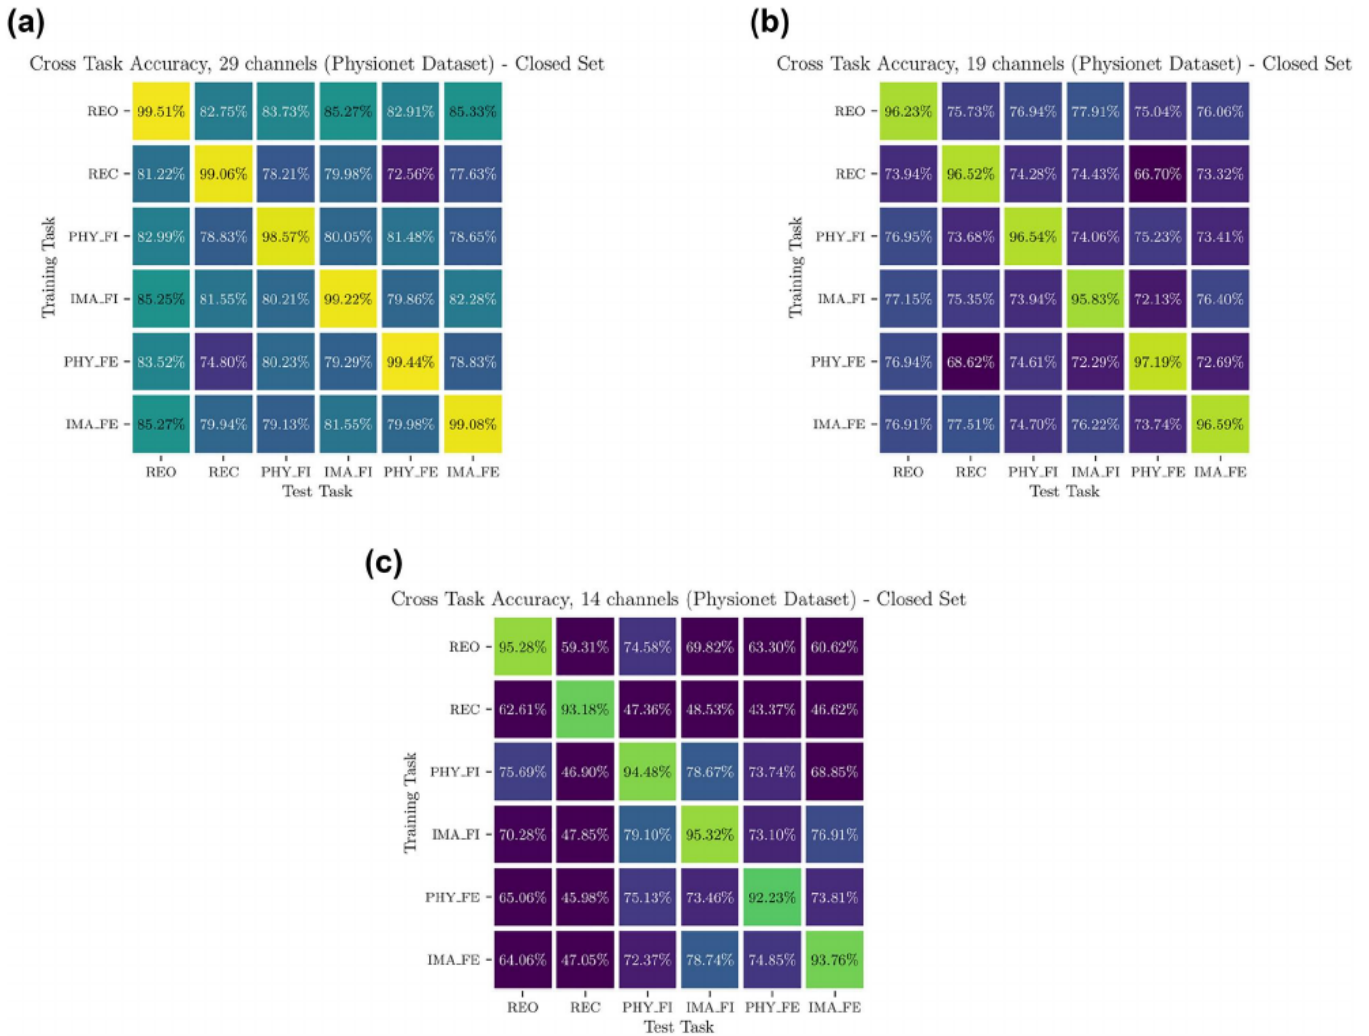 (a)
Cross Task Accuracy, 29 channels (Physionet Dataset) - Closed Set
Training Task
REO 99.51% 82.75% 83.73% 85.27% 82.91% 85.33%
REC 81.22% 99.06% 78.21% 79.98% 72.56% 77.63%
PHY_FI 82.99% 78.83% 98.57% 80.05% 81.48% 78.65%
IMA_FI 85.25% 81.55% 80.21% 99.22% 79.86% 82.28%
PHY_FE 83.52% 74.80% 80.23% 79.29% 99.44% 78.83%
IMA_FE 85.27% 79.94% 79.13% 81.55% 79.98% 99.08%
REO REC PHY_FI IMA_FI PHY_FE IMA_FE
Test Task
(b)
Cross Task Accuracy, 19 channels (Physionet Dataset) - Closed Set
Training Task
REO 96.23% 75.73% 76.94% 77.91% 75.04% 76.06%
REC 73.94% 96.52% 74.28% 74.43% 66.70% 73.32%
PHY_FI 76.95% 73.68% 96.54% 74.06% 75.23% 73.41%
IMA_FI 77.15% 75.35% 73.94% 95.83% 72.13% 76.40%
PHY_FE 76.94% 68.62% 74.61% 72.29% 97.19% 72.69%
IMA_FE 76.91% 77.51% 74.70% 76.22% 73.74% 96.59%
REO REC PHY_FI IMA_FI PHY_FE IMA_FE
Test Task
(c)
Cross Task Accuracy, 14 channels (Physionet Dataset) - Closed Set
Training Task
REO 95.28% 59.31% 74.58% 69.82% 63.30% 60.62%
REC 62.61% 93.18% 47.36% 48.53% 43.37% 46.62%
PHY_FI 75.69% 46.90% 94.48% 78.67% 73.74% 68.85%
IMA_FI 70.28% 47.85% 79.10% 95.32% 73.10% 76.91%
PHY_FE 65.06% 45.98% 75.13% 73.46% 92.23% 73.81%
IMA_FE 64.06% 47.05% 72.37% 78.74% 74.85% 93.76%
REO REC PHY_FI IMA_FI PHY_FE IMA_FE
Test Task